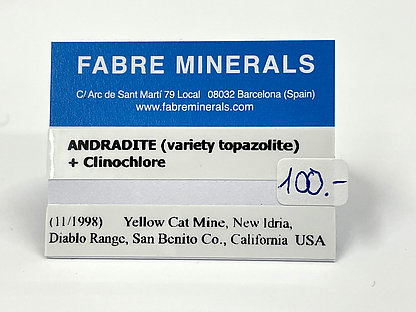 FABRE MINERALS
C/ Arc de Sant Martí 79 Local 08032 Barcelona (Spain)
www.fabreminerals.com
ANDRADITE (variety topazolite)
+ Clinochlore
100.-
(11/1998) Yellow Cat Mine, New Idria,
Diablo Range, San Benito Co., California USA